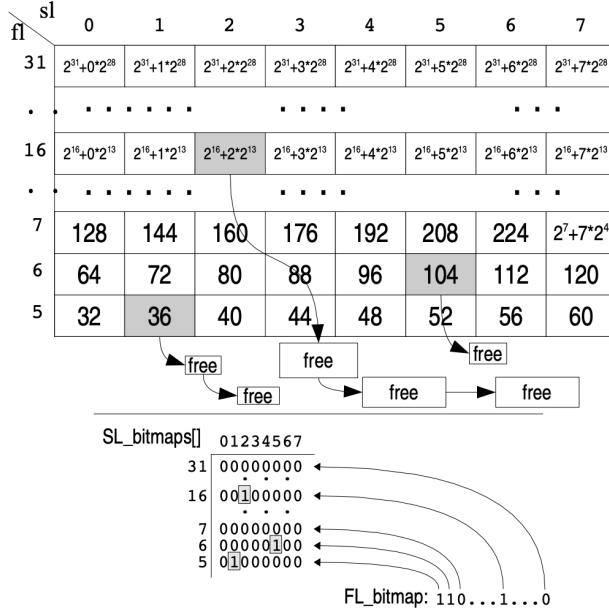 sl
fl 0 1 2 3 4 5 6 7
31 2³¹+0*2²⁸ 2³¹+1*2²⁸ 2³¹+2*2²⁸ 2³¹+3*2²⁸ 2³¹+4*2²⁸ 2³¹+5*2²⁸ 2³¹+6*2²⁸ 2³¹+7*2²⁸
. . . . . . . . . . . . . . .
16 2¹⁶+0*2¹³ 2¹⁶+1*2¹³ 2¹⁶+2*2¹³ 2¹⁶+3*2¹³ 2¹⁶+4*2¹³ 2¹⁶+5*2¹³ 2¹⁶+6*2¹³ 2¹⁶+7*2¹³
. . . . . . . . . . . . . . .
7 128 144 160 176 192 208 224 2⁷+7*2⁴
6 64 72 80 88 96 104 112 120
5 32 36 40 44 48 52 56 60
free free free
free free free
SL_bitmaps[] 01234567
31 00000000
. . .
16 00100000
. . .
7 00000000
6 00000100
5 01000000
FL_bitmap: 110...1...0